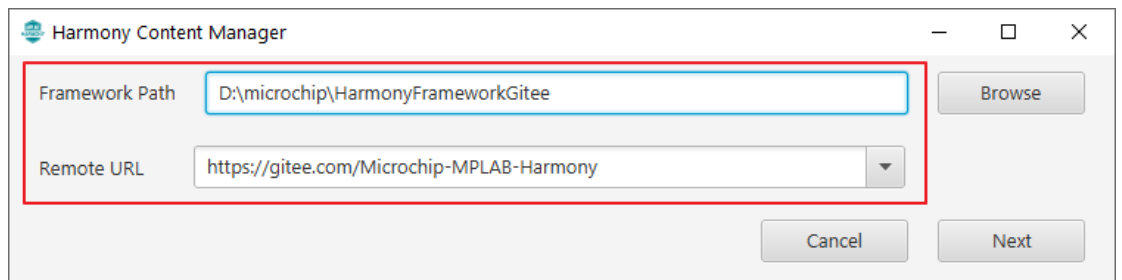 Harmony Content Manager
Framework Path D:\microchip\HarmonyFrameworkGitee Browse
Remote URL https://gitee.com/Microchip-MPLAB-Harmony
Cancel Next